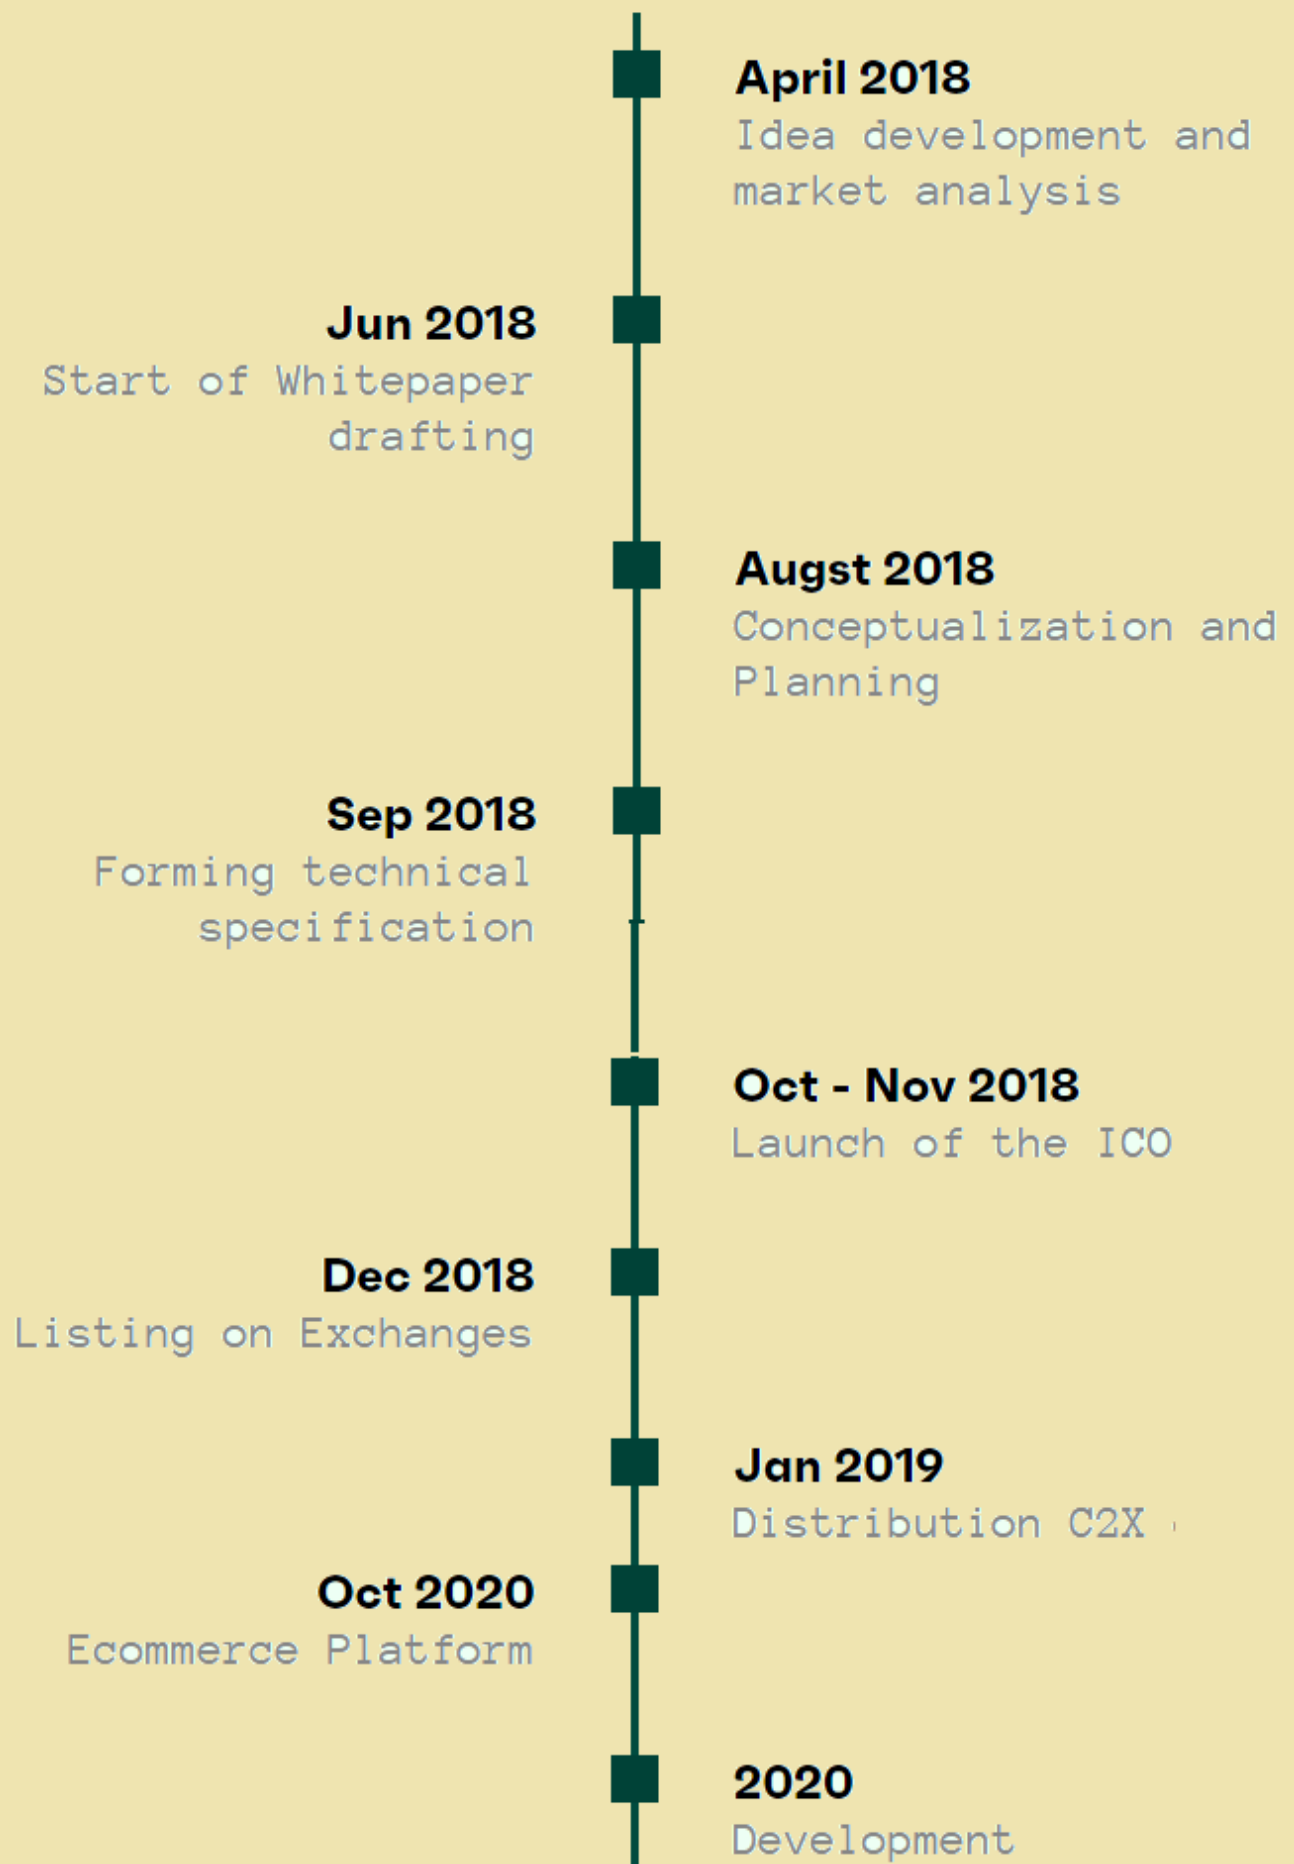 April 2018
Idea development and
market analysis
Jun 2018
Start of Whitepaper
drafting
Augst 2018
Conceptualization and
Planning
Sep 2018
Forming technical
specification
Oct - Nov 2018
Launch of the ICO
Dec 2018
Listing on Exchanges
Jan 2019
Distribution C2X
Oct 2020
Ecommerce Platform
2020
Development